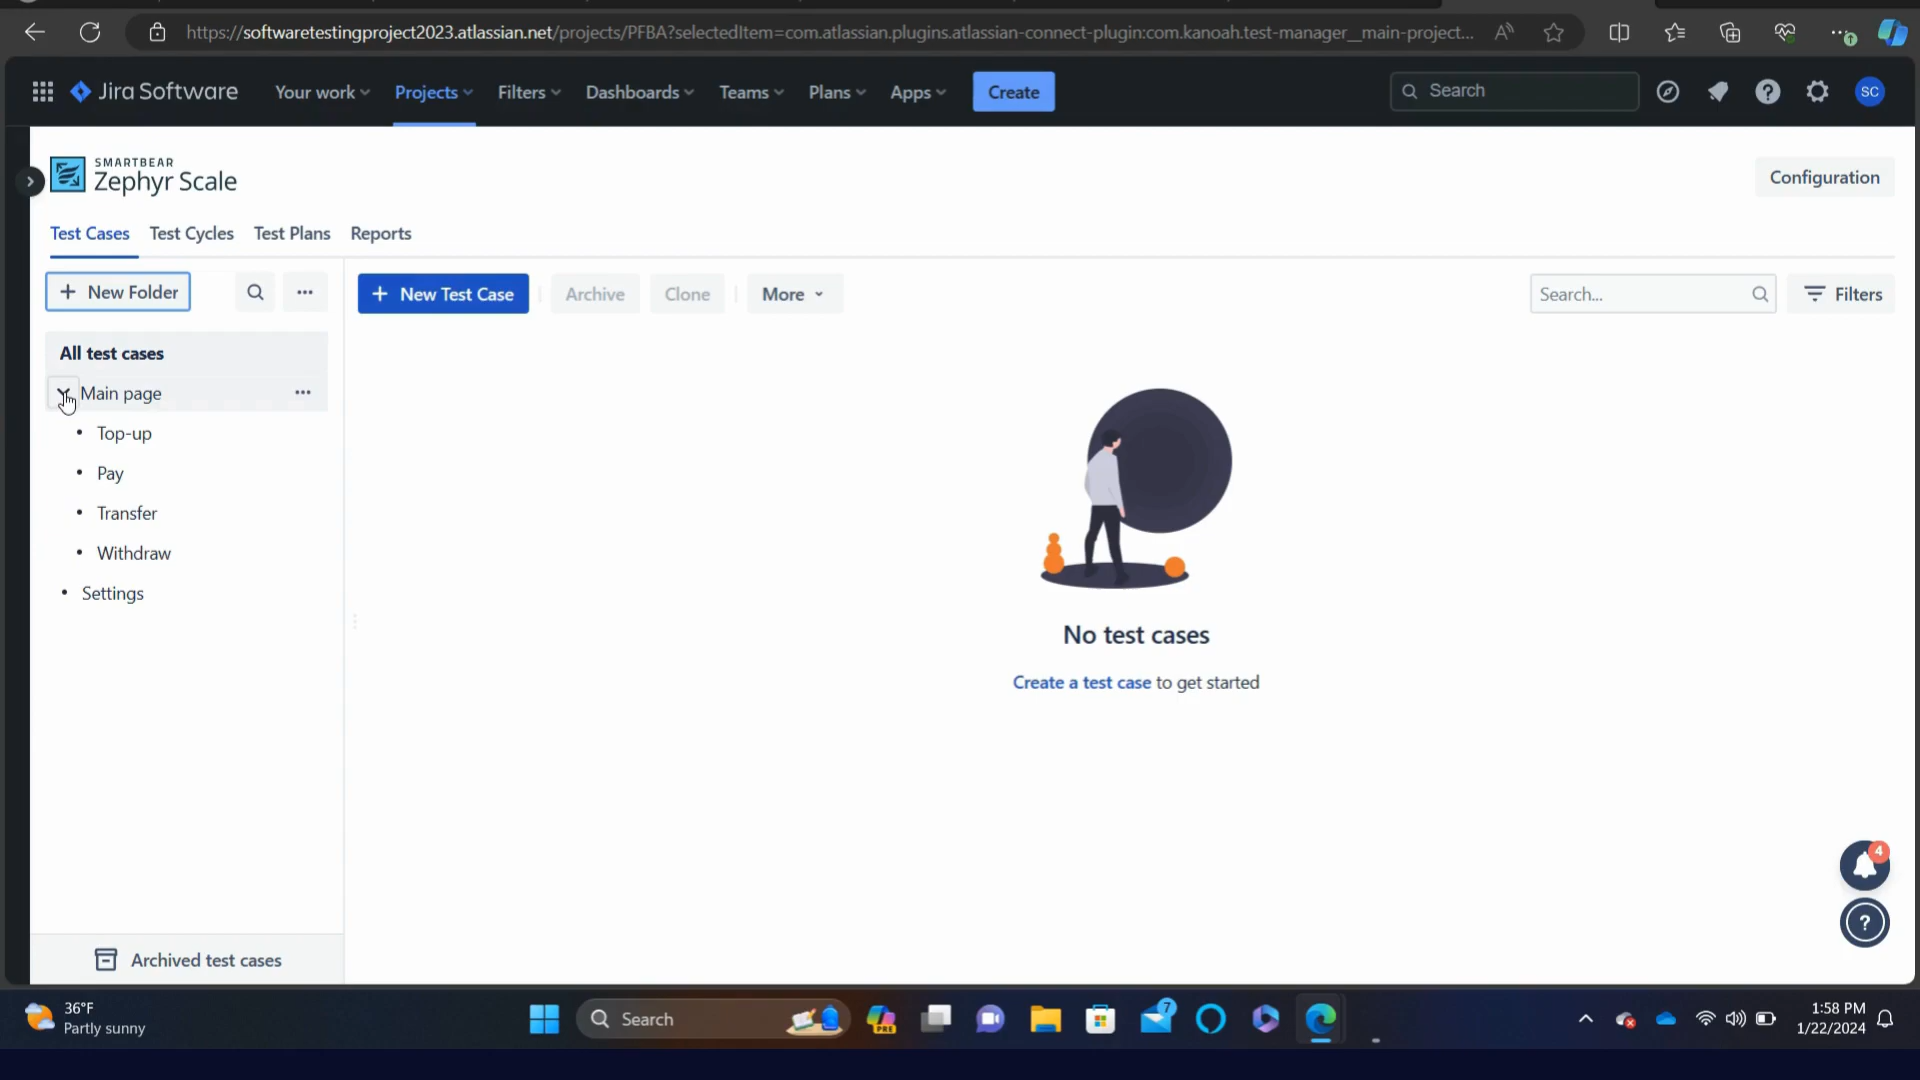 https://softwaretestingproject2023.atlassian.net/projects/PFBA?selectedItem=com.atlassian.plugins.atlassian-connect-plugin:com.kanoah.test-manager__main-project...
Jira Software
Your work
Projects
Filters
Dashboards
Teams
Plans
Apps
Create
Search
SC
SMARTBEAR
Zephyr Scale
Configuration
Test Cases
Test Cycles
Test Plans
Reports
+ New Folder
+ New Test Case
Archive
Clone
More
Search...
Filters
All test cases
Main page
• Top-up
• Pay
• Transfer
• Withdraw
• Settings
No test cases
Create a test case to get started
4
?
Archived test cases
36°F
Partly sunny
Search
PRE
7
1:58 PM
1/22/2024